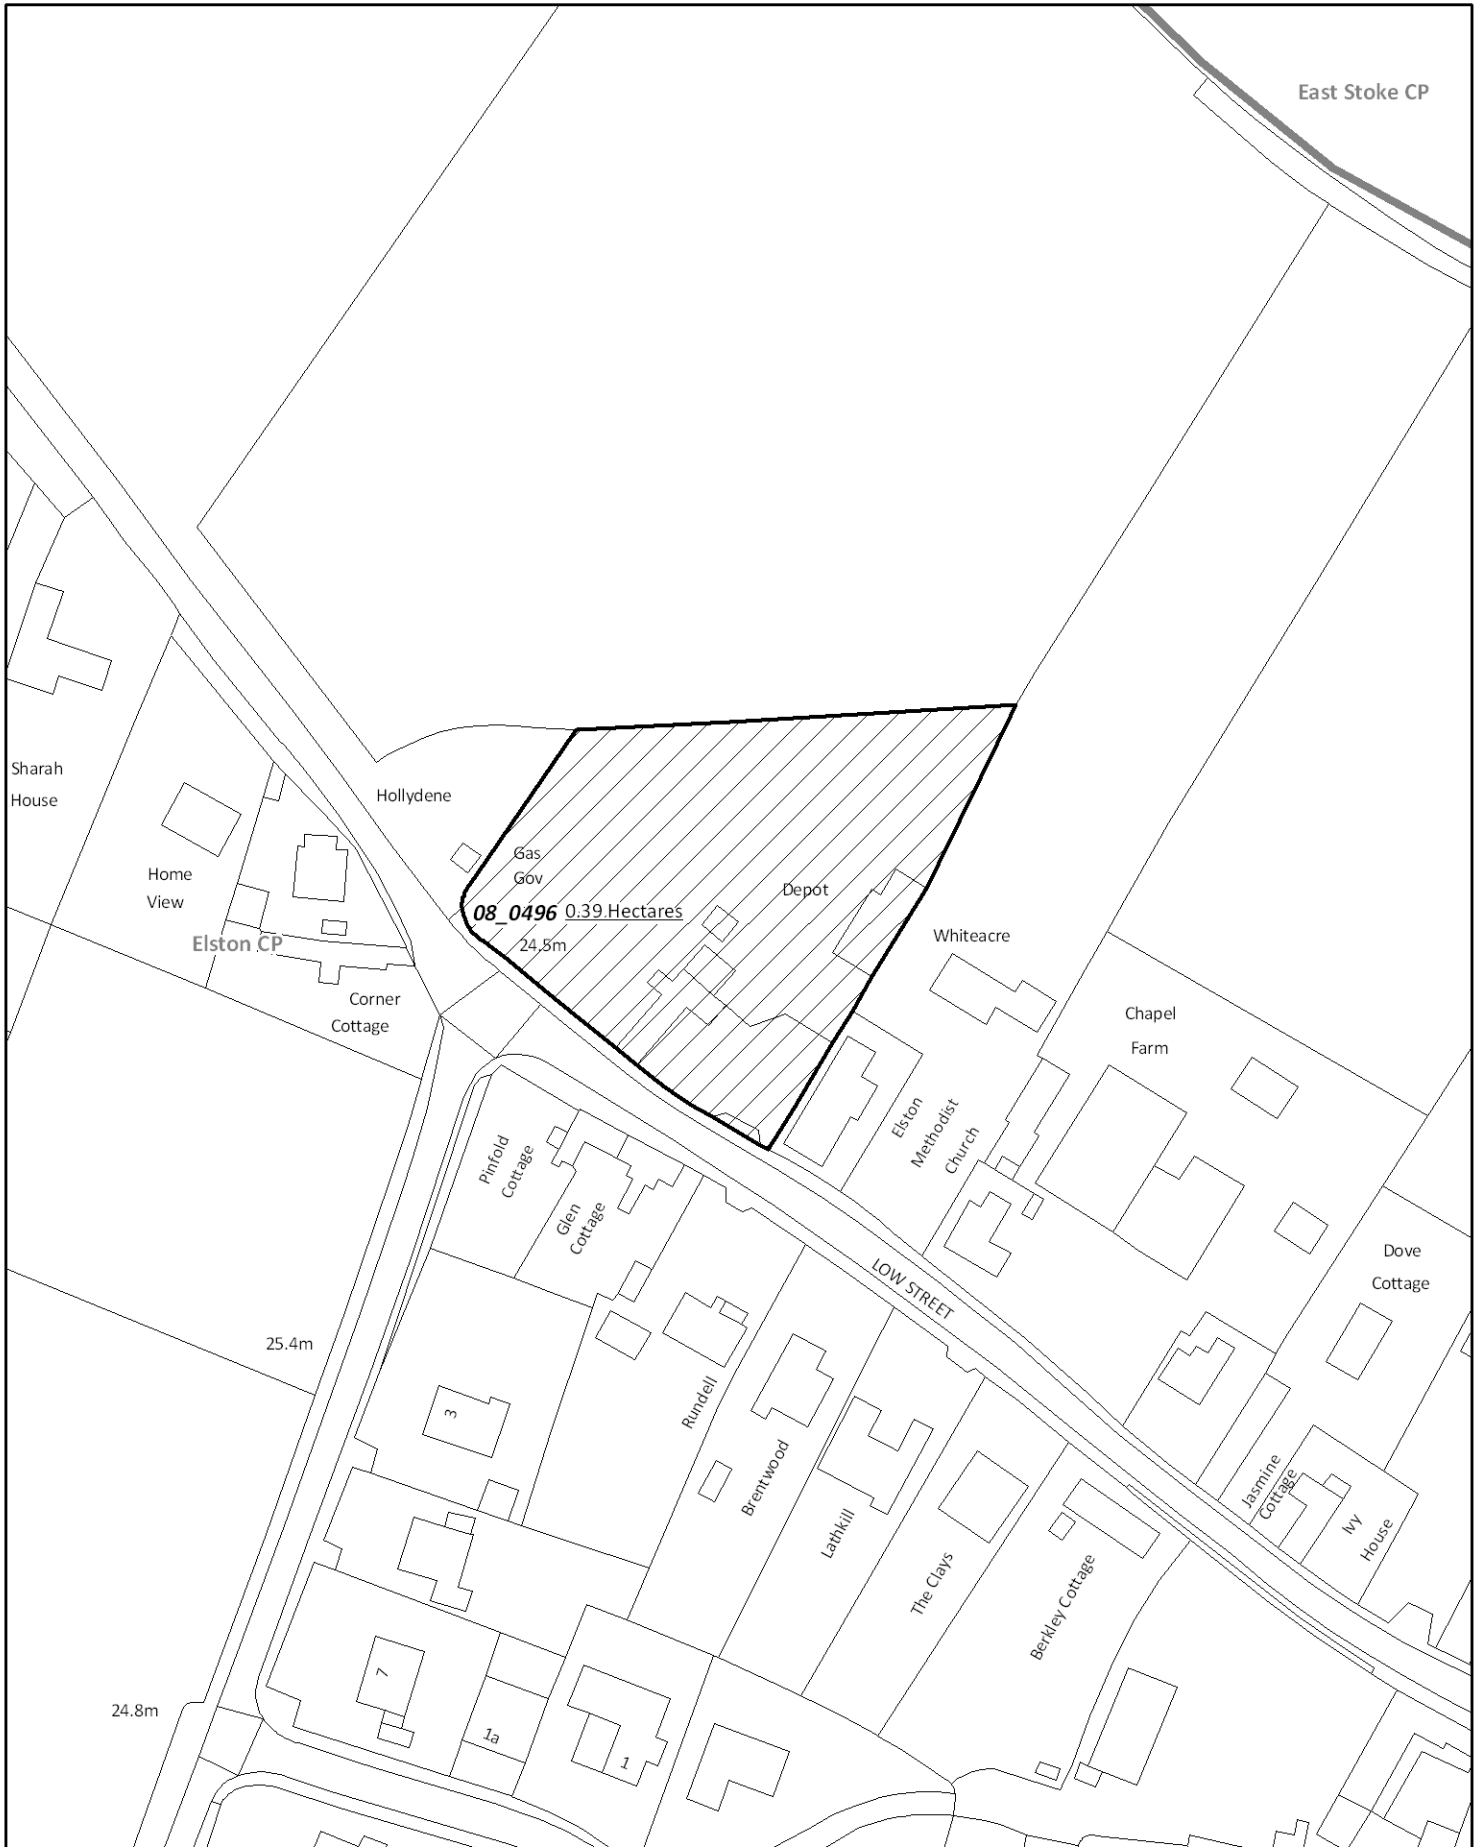 East Stoke CP
Sharah
House
Hollydene
Home
View
Gas
Gov
Depot
08_0496 0.39 Hectares
24.5m
Whiteacre
Elston CP
Corner
Cottage
Chapel
Farm
Elston
Methodist
Church
Pinfold
Cottage
Glen
Cottage
LOW STREET
Dove
Cottage
25.4m
3
Rundell
Brentwood
Lathkill
The Clays
Berkley Cottage
Jasmine
Cottage
Ivy
House
7
1a
1
24.8m